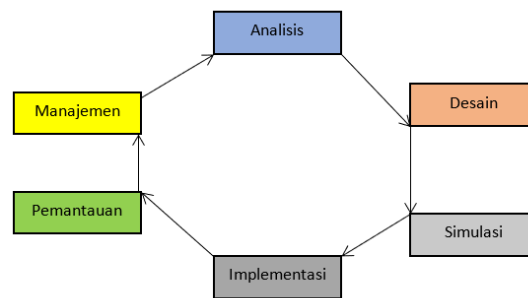 Analisis
Desain
Simulasi
Implementasi
Pemantauan
Manajemen